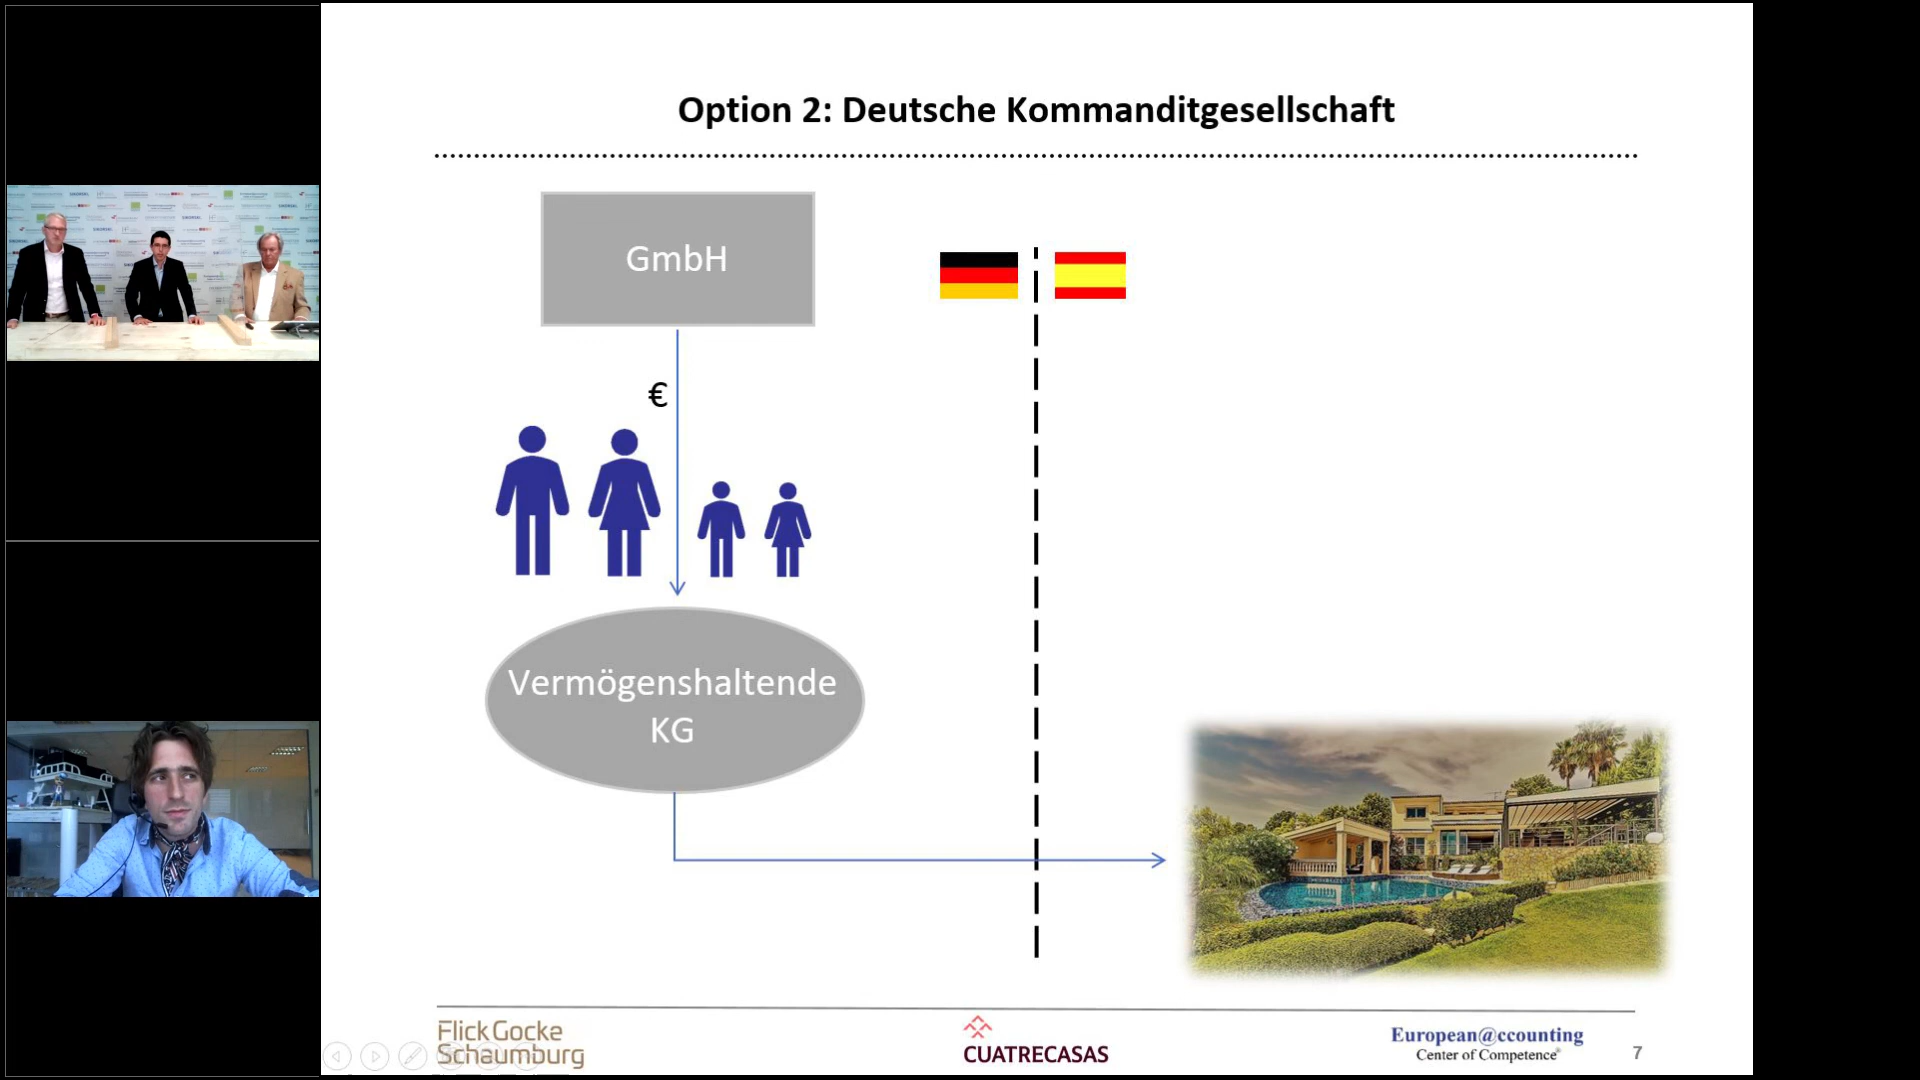 Option 2: Deutsche Kommanditgesellschaft
GmbH
€
Vermögenshaltende
KG
Flick Gocke
Schaumburg
CUATRECASAS
European@ccounting
Center of Competence®
7